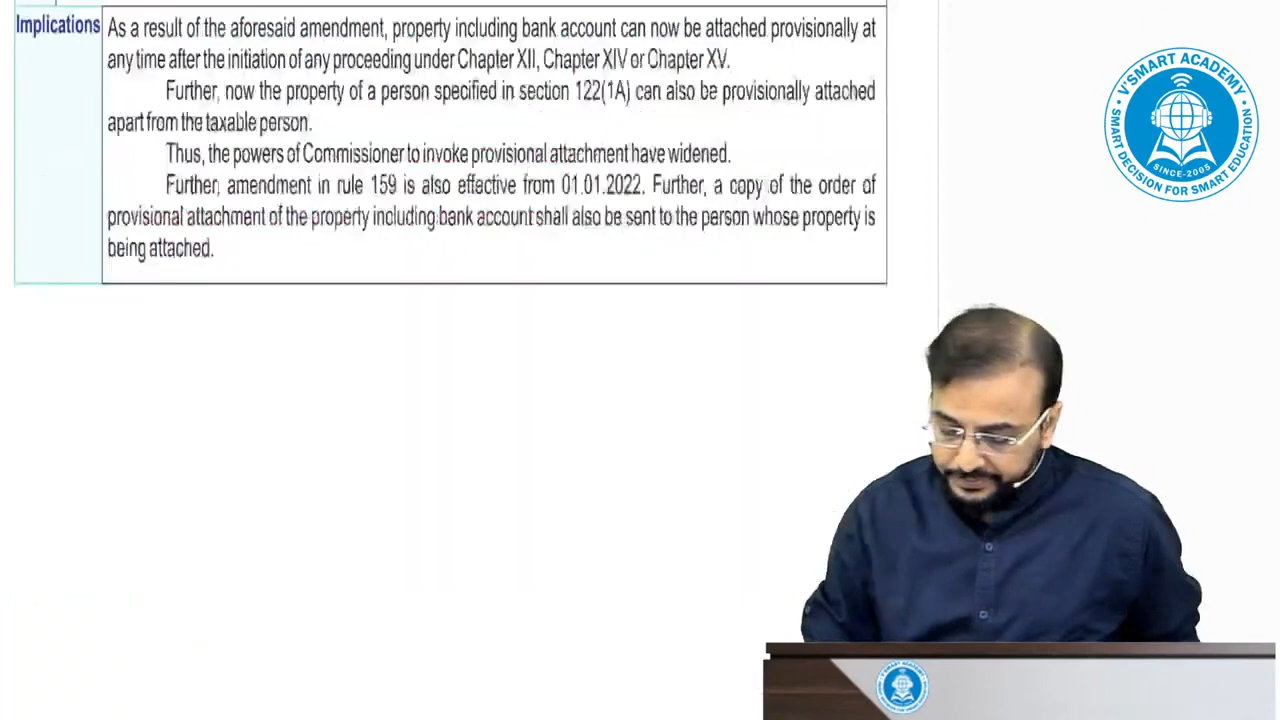 Implications
As a result of the aforesaid amendment, property including bank account can now be attached provisionally at
any time after the initiation of any proceeding under Chapter XII, Chapter XIV or Chapter XV.
Further, now the property of a person specified in section 122(1A) can also be provisionally attached
apart from the taxable person.
Thus, the powers of Commissioner to invoke provisional attachment have widened.
Further, amendment in rule 159 is also effective from 01.01.2022. Further, a copy of the order of
provisional attachment of the property including bank account shall also be sent to the person whose property is
being attached.
V'SMART ACADEMY
SINCE-2005
SMART DECISION FOR SMART EDUCATION